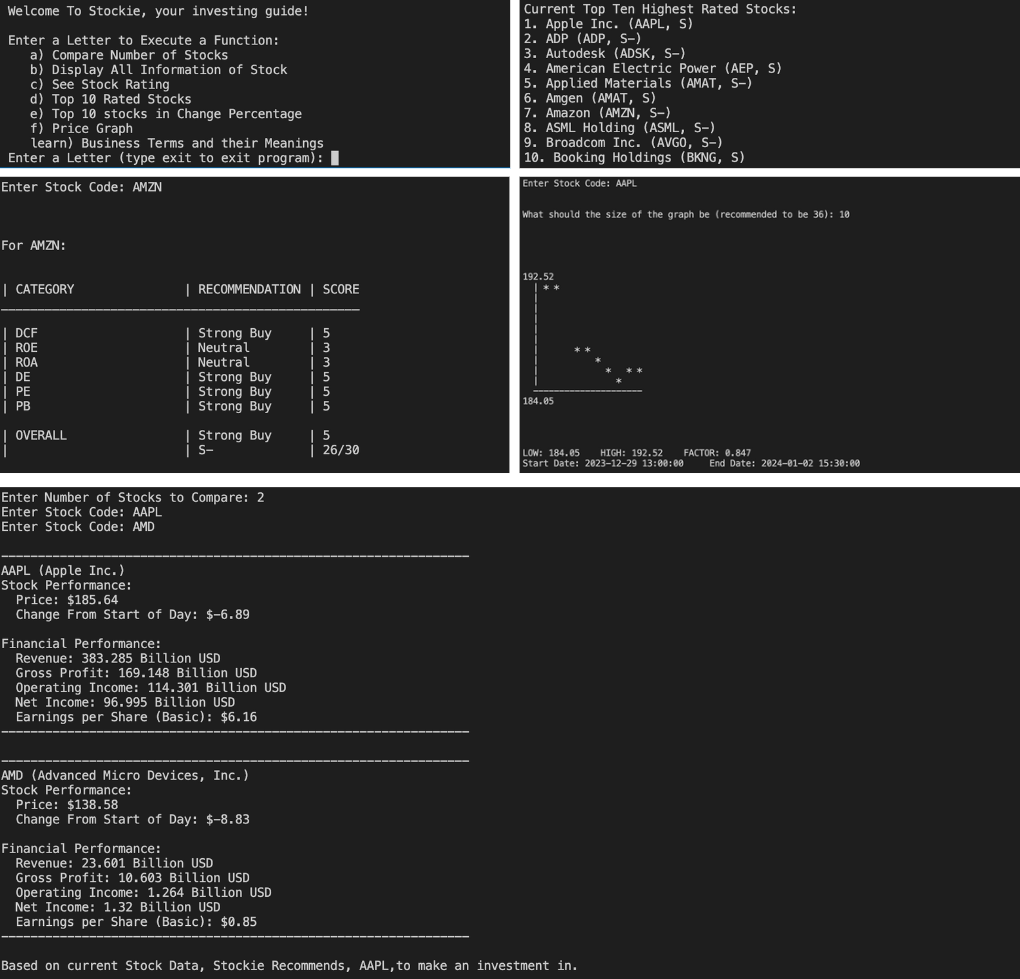 Welcome To Stockie, your investing guide!
Enter a Letter to Execute a Function:
a) Compare Number of Stocks
b) Display All Information of Stock
c) See Stock Rating
d) Top 10 Rated Stocks
e) Top 10 stocks in Change Percentage
f) Price Graph
learn) Business Terms and their Meanings
Enter a Letter (type exit to exit program):
Current Top Ten Highest Rated Stocks:
1. Apple Inc. (AAPL, S)
2. ADP (ADP, S-)
3. Autodesk (ADSK, S-)
4. American Electric Power (AEP, S)
5. Applied Materials (AMAT, S-)
6. Amgen (AMAT, S)
7. Amazon (AMZN, S-)
8. ASML Holding (ASML, S-)
9. Broadcom Inc. (AVGO, S-)
10. Booking Holdings (BKNG, S)
Enter Stock Code: AMZN
For AMZN:
| CATEGORY | RECOMMENDATION | SCORE
| DCF | Strong Buy | 5
| ROE | Neutral | 3
| ROA | Neutral | 3
| DE | Strong Buy | 5
| PE | Strong Buy | 5
| PB | Strong Buy | 5
| OVERALL | Strong Buy | 5
| | S- | 26/30
Enter Stock Code: AAPL
What should the size of the graph be (recommended to be 36): 10
192.52
184.05
LOW: 184.05 HIGH: 192.52 FACTOR: 0.847
Start Date: 2023-12-29 13:00:00 End Date: 2024-01-02 15:30:00
Enter Number of Stocks to Compare: 2
Enter Stock Code: AAPL
Enter Stock Code: AMD
AAPL (Apple Inc.)
Stock Performance:
Price: $185.64
Change From Start of Day: $-6.89
Financial Performance:
Revenue: 383.285 Billion USD
Gross Profit: 169.148 Billion USD
Operating Income: 114.301 Billion USD
Net Income: 96.995 Billion USD
Earnings per Share (Basic): $6.16
AMD (Advanced Micro Devices, Inc.)
Stock Performance:
Price: $138.58
Change From Start of Day: $-8.83
Financial Performance:
Revenue: 23.601 Billion USD
Gross Profit: 10.603 Billion USD
Operating Income: 1.264 Billion USD
Net Income: 1.32 Billion USD
Earnings per Share (Basic): $0.85
Based on current Stock Data, Stockie Recommends, AAPL,to make an investment in.